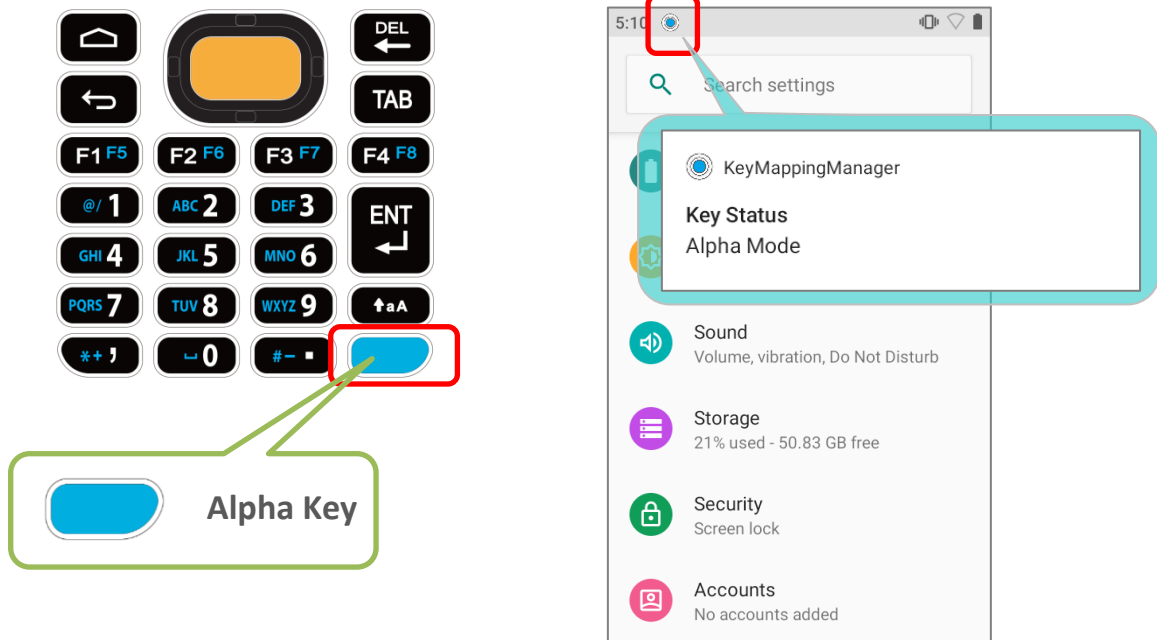 DEL
TAB
F1 F5
F2 F6
F3 F7
F4 F8
@/ 1
ABC 2
DEF 3
ENT
GHI 4
JKL 5
MNO 6
PQRS 7
TUV 8
WXYZ 9
aA
*+ ,
0
#- .
Alpha Key
5:10
Search settings
KeyMappingManager
Key Status
Alpha Mode
Sound
Volume, vibration, Do Not Disturb
Storage
21% used - 50.83 GB free
Security
Screen lock
Accounts
No accounts added